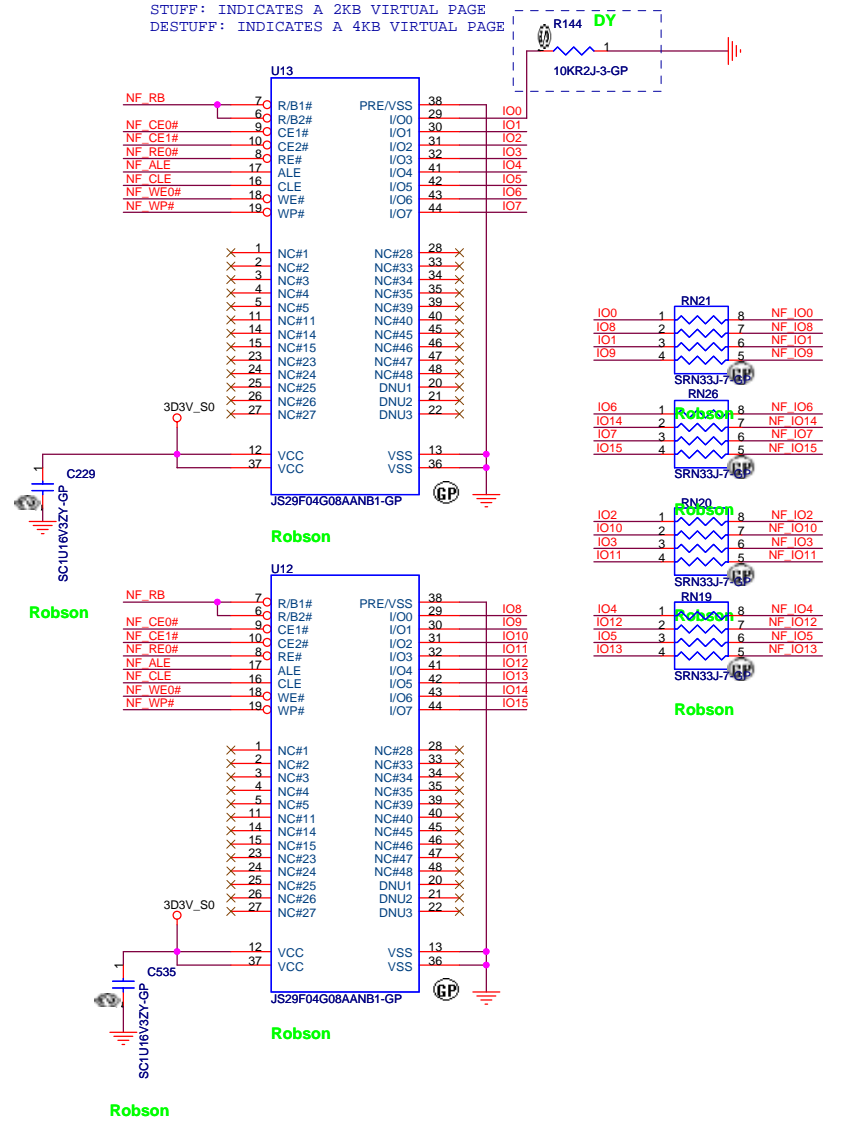 STUFF: INDICATES A 2KB VIRTUAL PAGE
DESTUFF: INDICATES A 4KB VIRTUAL PAGE
R144
DY
2
1
10KR2J-3-GP
U13
NF_RB 7 R/B1# PRE/VSS 38
6 R/B2# I/O0 29 IO0
NF_CE0# 9 CE1# I/O1 30 IO1
NF_CE1# 10 CE2# I/O2 31 IO2
NF_RE0# 8 RE# I/O3 32 IO3
NF_ALE 17 ALE I/O4 41 IO4
NF_CLE 16 CLE I/O5 42 IO5
NF_WE0# 18 WE# I/O6 43 IO6
NF_WP# 19 WP# I/O7 44 IO7
1 NC#1 NC#28 28
2 NC#2 NC#33 33
3 NC#3 NC#34 34
4 NC#4 NC#35 35
5 NC#5 NC#39 39
11 NC#11 NC#40 40
14 NC#14 NC#45 45
15 NC#15 NC#46 46
23 NC#23 NC#47 47
24 NC#24 NC#48 48
25 NC#25 DNU1 20
26 NC#26 DNU2 21
27 NC#27 DNU3 22
3D3V_S0
12 VCC VSS 13
37 VCC VSS 36
1
C229
2
SC1U16V3ZY-GP
Robson
JS29F04G08AANB1-GP
GP
Robson
U12
NF_RB 7 R/B1# PRE/VSS 38
6 R/B2# I/O0 29 IO8
NF_CE0# 9 CE1# I/O1 30 IO9
NF_CE1# 10 CE2# I/O2 31 IO10
NF_RE0# 8 RE# I/O3 32 IO11
NF_ALE 17 ALE I/O4 41 IO12
NF_CLE 16 CLE I/O5 42 IO13
NF_WE0# 18 WE# I/O6 43 IO14
NF_WP# 19 WP# I/O7 44 IO15
1 NC#1 NC#28 28
2 NC#2 NC#33 33
3 NC#3 NC#34 34
4 NC#4 NC#35 35
5 NC#5 NC#39 39
11 NC#11 NC#40 40
14 NC#14 NC#45 45
15 NC#15 NC#46 46
23 NC#23 NC#47 47
24 NC#24 NC#48 48
25 NC#25 DNU1 20
26 NC#26 DNU2 21
27 NC#27 DNU3 22
3D3V_S0
12 VCC VSS 13
37 VCC VSS 36
1
C535
2
SC1U16V3ZY-GP
Robson
JS29F04G08AANB1-GP
GP
Robson
RN21
IO0 1 8 NF_IO0
IO8 2 7 NF_IO8
IO1 3 6 NF_IO1
IO9 4 5 NF_IO9
SRN33J-7-GP
GP
Robson
RN26
IO6 1 8 NF_IO6
IO14 2 7 NF_IO14
IO7 3 6 NF_IO7
IO15 4 5 NF_IO15
SRN33J-7-GP
GP
Robson
RN20
IO2 1 8 NF_IO2
IO10 2 7 NF_IO10
IO3 3 6 NF_IO3
IO11 4 5 NF_IO11
SRN33J-7-GP
GP
Robson
RN19
IO4 1 8 NF_IO4
IO12 2 7 NF_IO12
IO5 3 6 NF_IO5
IO13 4 5 NF_IO13
SRN33J-7-GP
GP
Robson